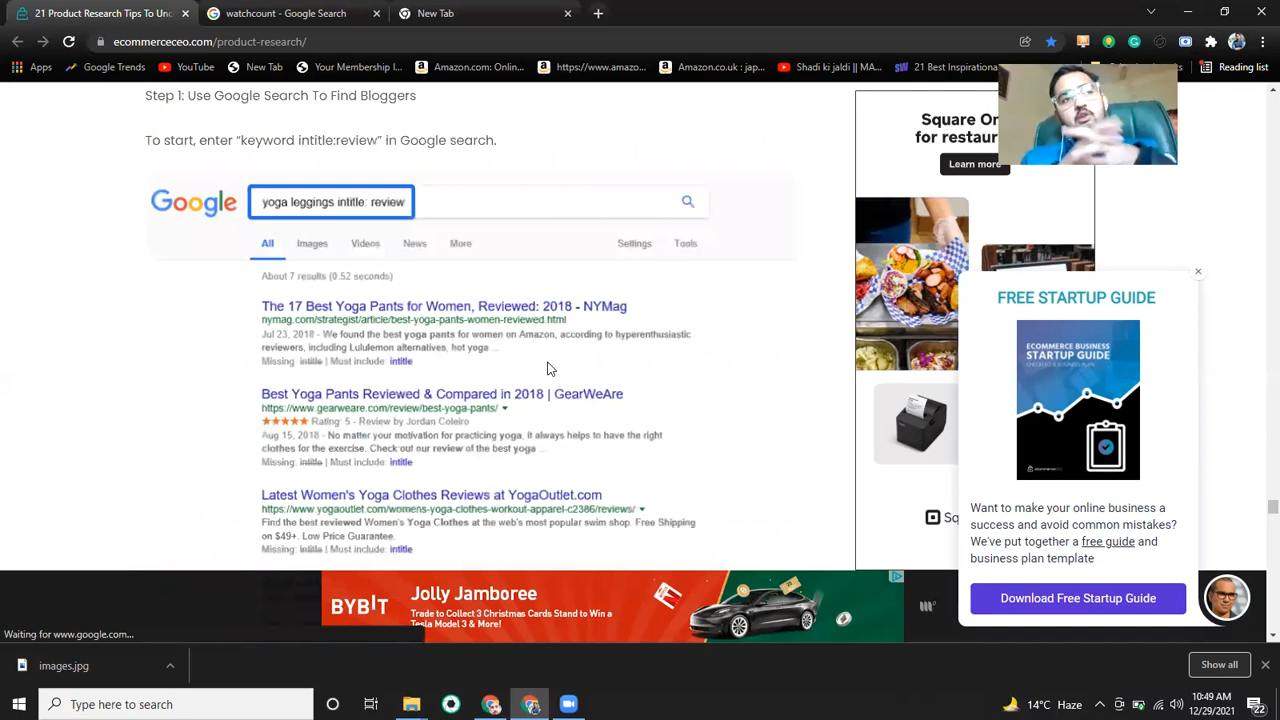 21 Product Research Tips To Unc
watchcount - Google Search
New Tab
ecommerceceo.com/product-research/
Apps
Google Trends
YouTube
New Tab
Your Membership I...
Amazon.com: Onlin...
https://www.amazo...
Amazon.co.uk : jap...
Shadi ki jaldi || MA...
21 Best Inspirationa
Reading list
Step 1: Use Google Search To Find Bloggers
To start, enter “keyword intitle:review” in Google search.
Google
yoga leggings intitle: review
All Images Videos News More Settings Tools
About 7 results (0.52 seconds)
The 17 Best Yoga Pants for Women, Reviewed: 2018 - NYMag
nymag.com/strategist/article/best-yoga-pants-women-reviewed.html
Jul 23, 2018 - We found the best yoga pants for women on Amazon, according to hyperenthusiastic
reviewers, including Lululemon alternatives, hot yoga ...
Missing: intitle | Must include: intitle
Best Yoga Pants Reviewed & Compared in 2018 | GearWeAre
https://www.gearweare.com/review/best-yoga-pants/
Rating: 5 - Review by Jordan Coleiro
Aug 15, 2018 - No matter your motivation for practicing yoga, it always helps to have the right
clothes for the exercise. Check out our review of the best yoga ...
Missing: intitle | Must include: intitle
Latest Women's Yoga Clothes Reviews at YogaOutlet.com
https://www.yogaoutlet.com/womens-yoga-clothes-workout-apparel-c2386/reviews/
Find the best reviewed Women's Yoga Clothes at the web's most popular swim shop. Free Shipping
on $49+. Low Price Guarantee.
Missing: intitle | Must include: intitle
Square On
for restaur
Learn more
Sq
FREE STARTUP GUIDE
ECOMMERCE BUSINESS
STARTUP GUIDE
CHECKLIST & BUSINESS PLAN
Want to make your online business a
success and avoid common mistakes?
We've put together a free guide and
business plan template
Download Free Startup Guide
BYBIT
Jolly Jamboree
Trade to Collect 3 Christmas Cards Stand to Win a
Tesla Model 3 & More!
Waiting for www.google.com...
images.jpg
Show all
Type here to search
14°C Haze
10:49 AM
12/29/2021
22